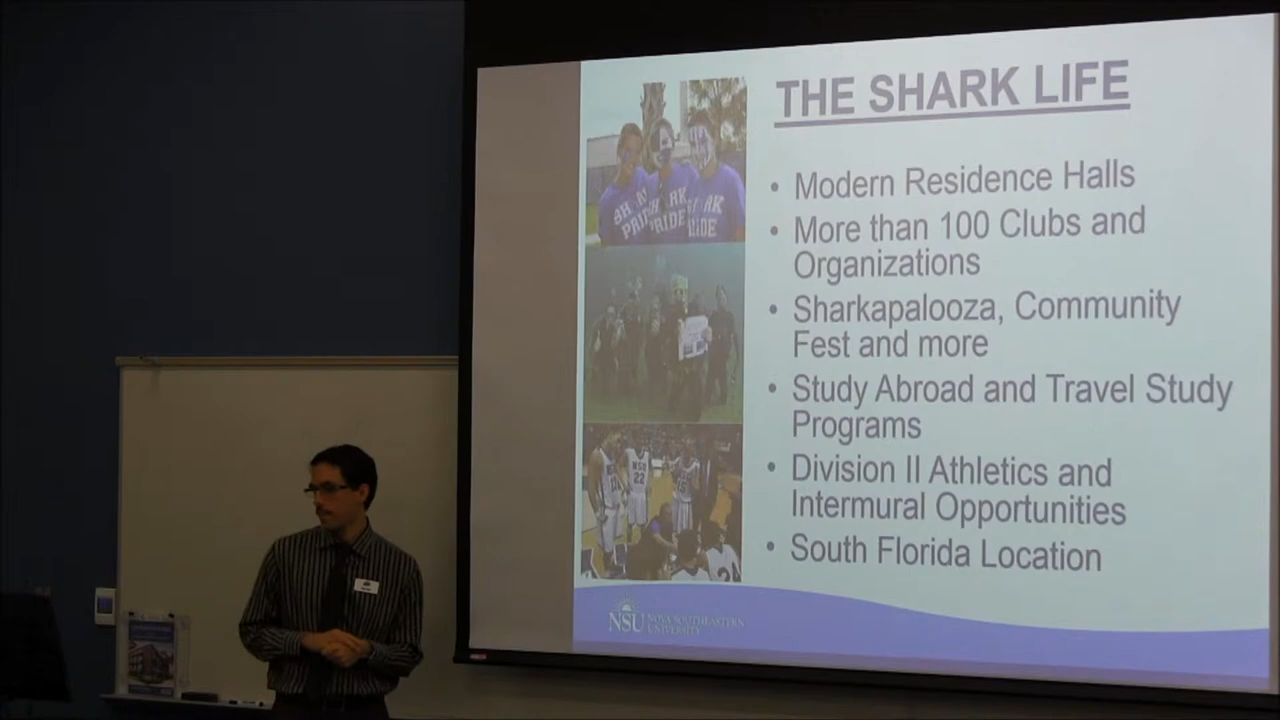 THE SHARK LIFE
• Modern Residence Halls
• More than 100 Clubs and
Organizations
• Sharkapalooza, Community
Fest and more
• Study Abroad and Travel Study
Programs
• Division II Athletics and
Intermural Opportunities
• South Florida Location
SHARK
PRIDE
NSU
22
NSU NOVA SOUTHEASTERN
UNIVERSITY